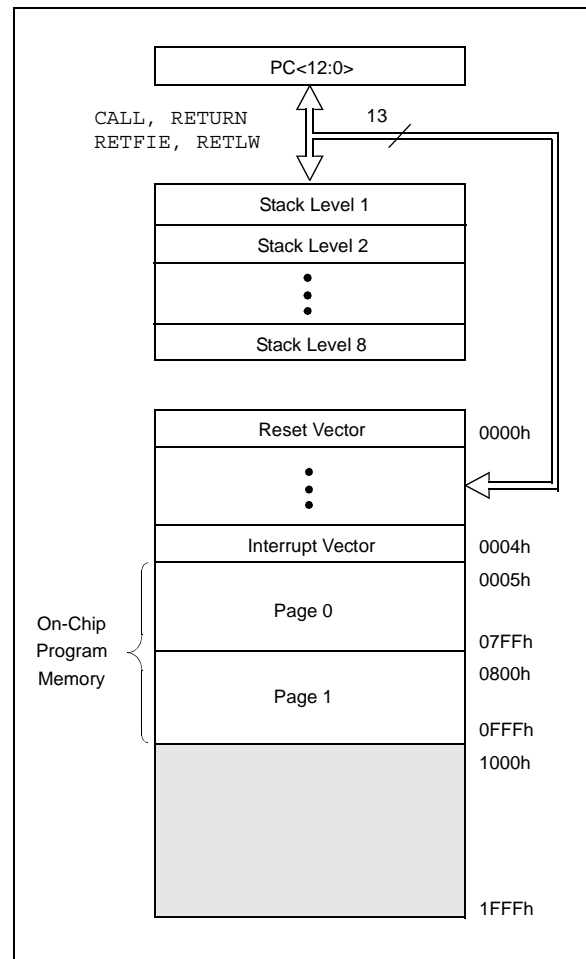 PC<12:0>
CALL, RETURN
RETFIE, RETLW
13
Stack Level 1
Stack Level 2
Stack Level 8
Reset Vector
0000h
Interrupt Vector
0004h
0005h
Page 0
07FFh
On-Chip
Program
Memory
0800h
Page 1
0FFFh
1000h
1FFFh